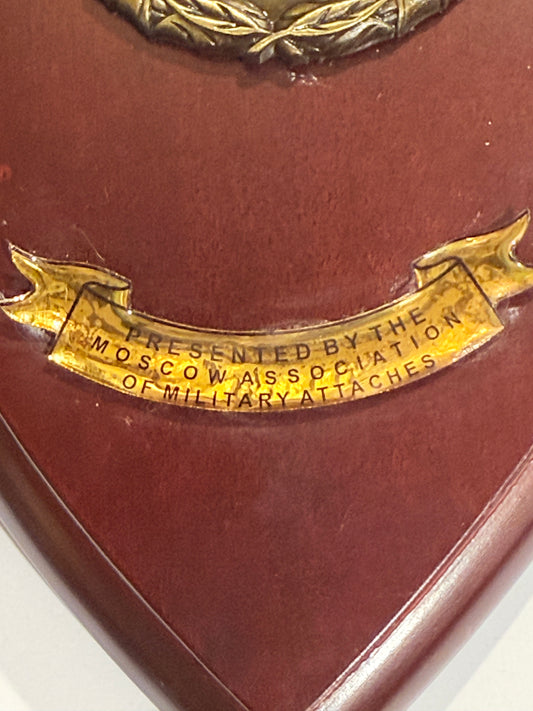 PRESENTED BY THE
MOSCOW ASSOCIATION
OF MILITARY ATTACHES